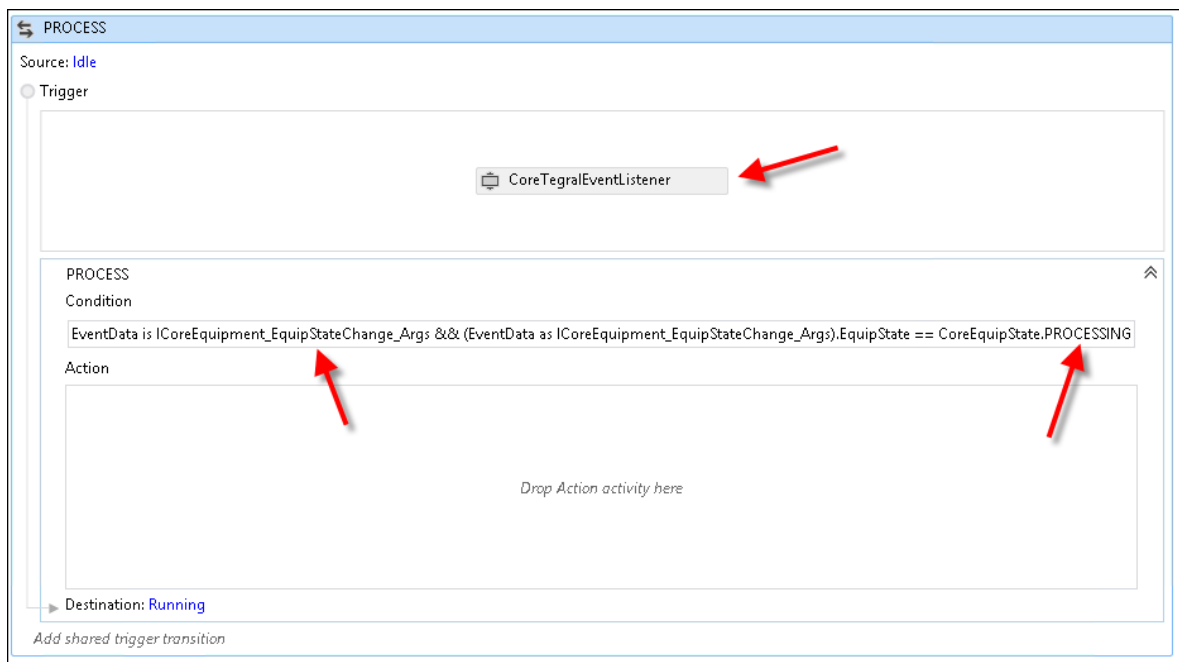 PROCESS
Source: Idle
Trigger
CoreTegralEventListener
PROCESS
Condition
EventData is ICoreEquipment_EquipStateChange_Args && (EventData as ICoreEquipment_EquipStateChange_Args).EquipState == CoreEquipState.PROCESSING
Action
Drop Action activity here
Destination: Running
Add shared trigger transition